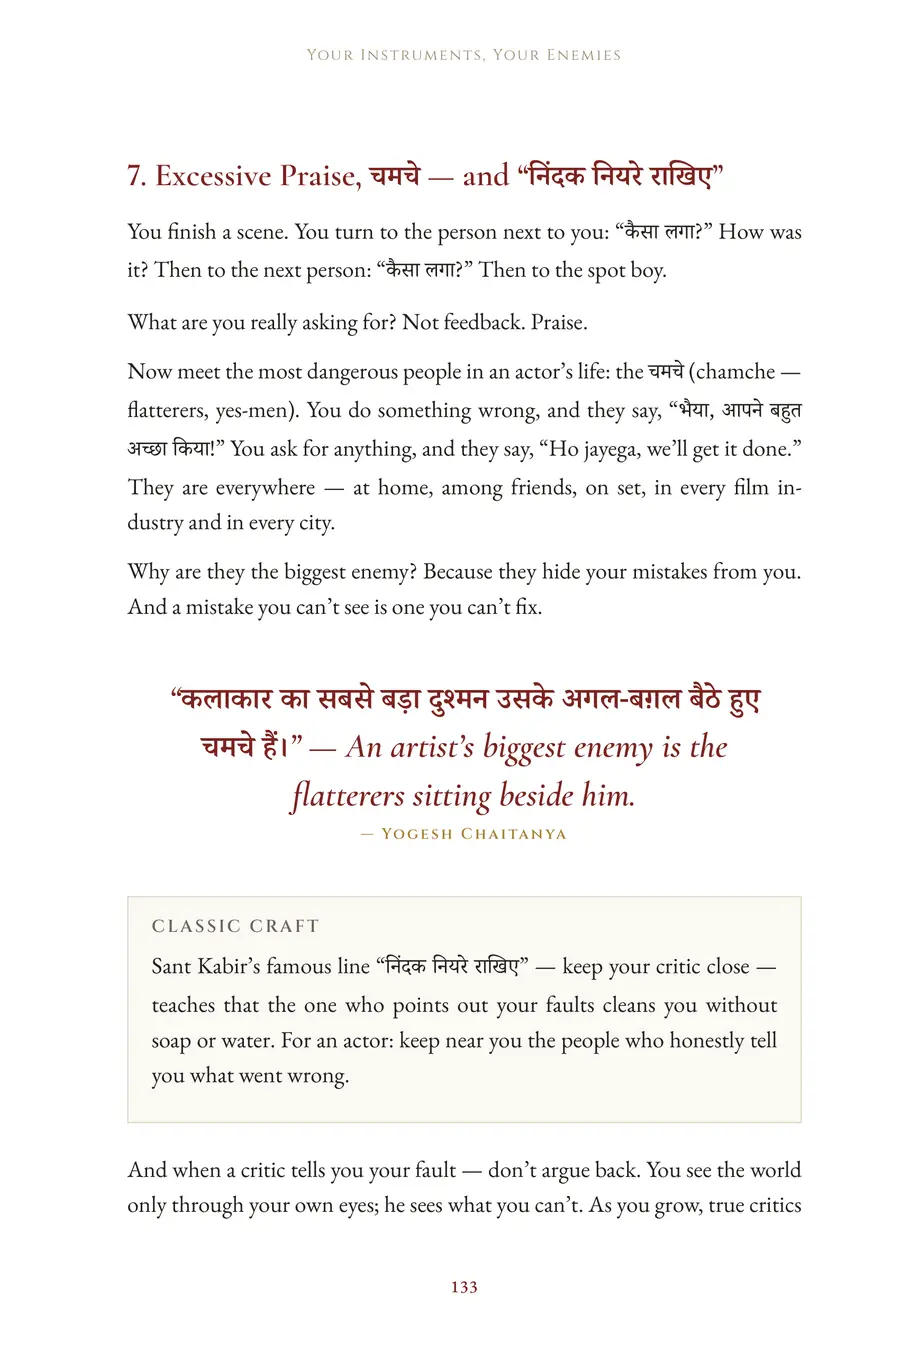 Your Instruments, Your Enemies
7. Excessive Praise, चमचे — and “निंदक नियरे राखिए”
You finish a scene. You turn to the person next to you: “कैसा लगा?” How was
it? Then to the next person: “कैसा लगा?” Then to the spot boy.
What are you really asking for? Not feedback. Praise.
Now meet the most dangerous people in an actor’s life: the चमचे (chamche —
flatterers, yes-men). You do something wrong, and they say, “भैया, आपने बहुत
अच्छा किया!” You ask for anything, and they say, “Ho jayega, we’ll get it done.”
They are everywhere — at home, among friends, on set, in every film in-
dustry and in every city.
Why are they the biggest enemy? Because they hide your mistakes from you.
And a mistake you can’t see is one you can’t fix.
“कलाकार का सबसे बड़ा दुश्मन उसके अगल-बग़ल बैठे हुए
चमचे हैं।” — An artist’s biggest enemy is the
flatterers sitting beside him.
— Yogesh Chaitanya
CLASSIC CRAFT
Sant Kabir’s famous line “निंदक नियरे राखिए” — keep your critic close —
teaches that the one who points out your faults cleans you without
soap or water. For an actor: keep near you the people who honestly tell
you what went wrong.
And when a critic tells you your fault — don’t argue back. You see the world
only through your own eyes; he sees what you can’t. As you grow, true critics
133